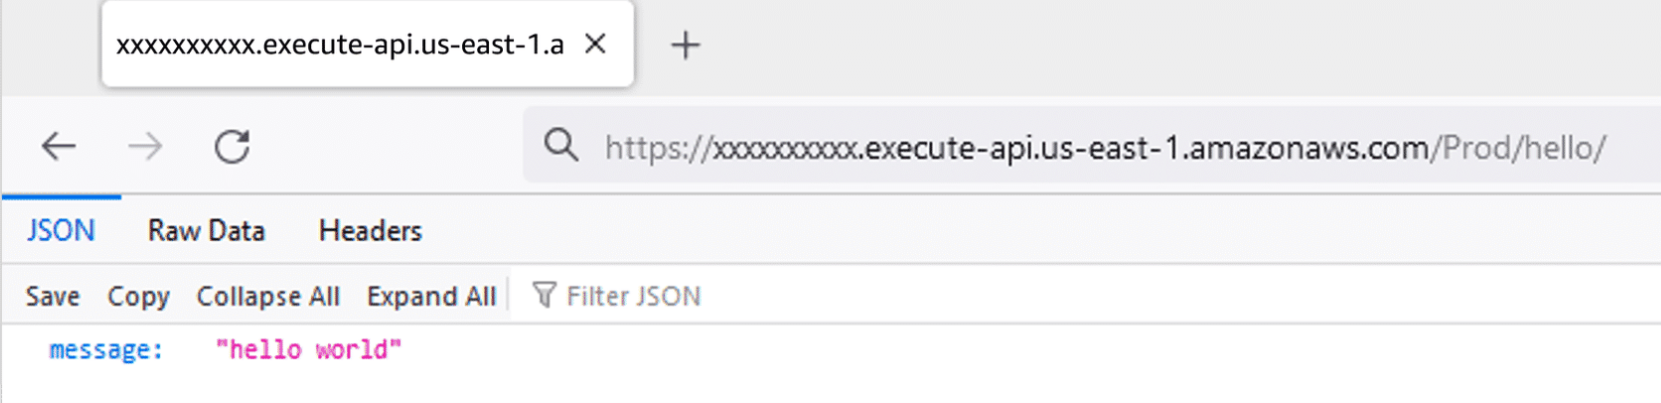 xxxxxxxxxx.execute-api.us-east-1.a
https://xxxxxxxxxx.execute-api.us-east-1.amazonaws.com/Prod/hello/
JSON Raw Data Headers
Save Copy Collapse All Expand All Filter JSON
message: "hello world"